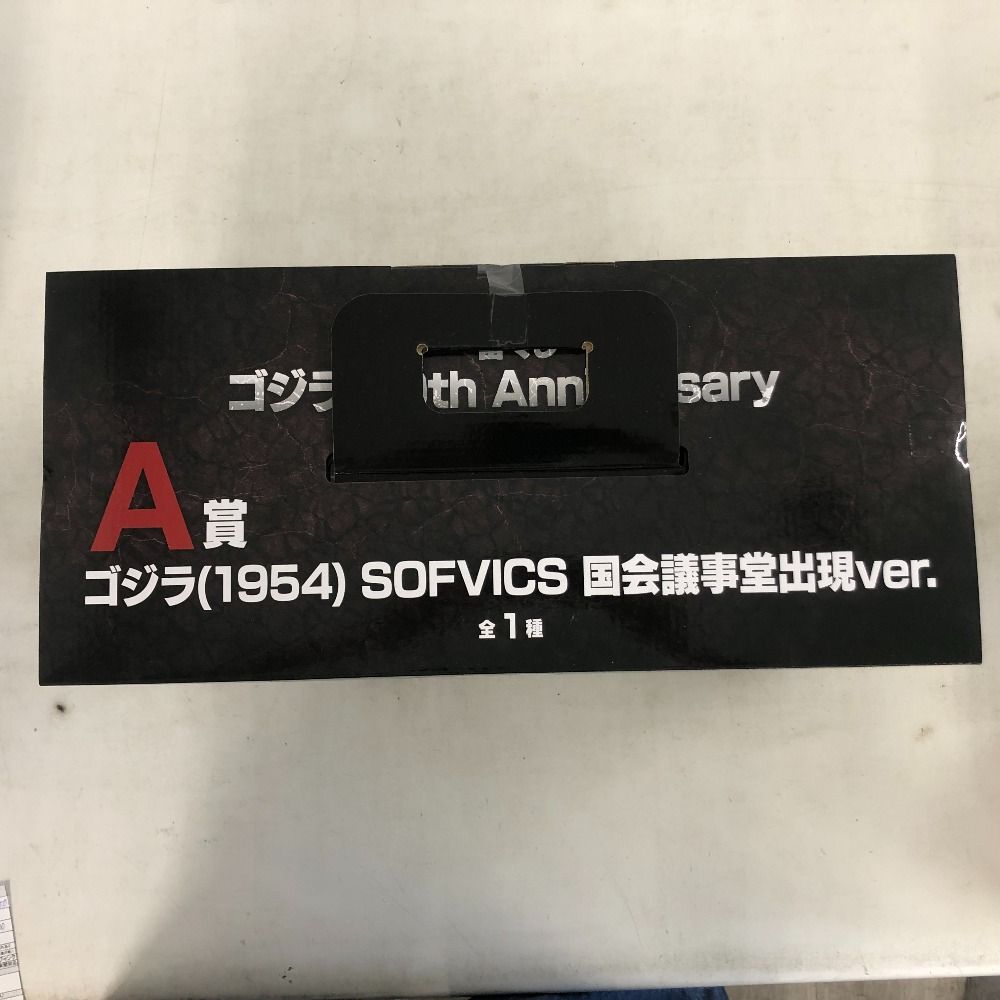 ゴジラ 0th Ann sary
A賞
ゴジラ(1954) SOFVICS 国会議事堂出現ver.
全1種